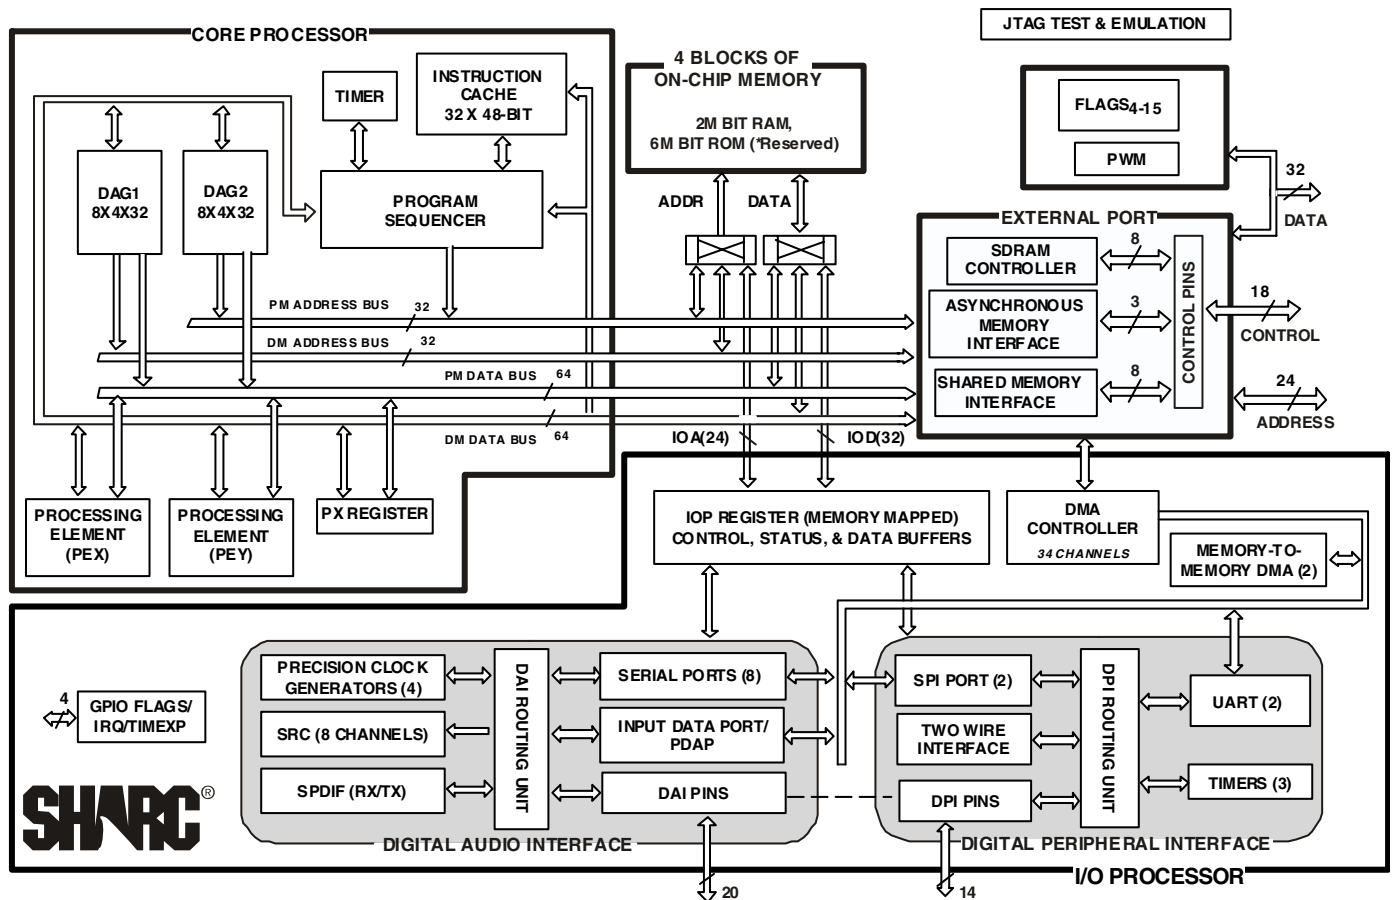 CORE PROCESSOR
JTAG TEST & EMULATION
4 BLOCKS OF
ON-CHIP MEMORY
2M BIT RAM,
6M BIT ROM (*Reserved)
INSTRUCTION
CACHE
32 X 48-BIT
TIMER
FLAGS4-15
PWM
DAG1
8X4X32
DAG2
8X4X32
PROGRAM
SEQUENCER
ADDR
DATA
32
DATA
EXTERNAL PORT
SDRAM
CONTROLLER
8
ASYNCHRONOUS
MEMORY
INTERFACE
3
SHARED MEMORY
INTERFACE
8
CONTROL PINS
18
CONTROL
24
ADDRESS
PM ADDRESS BUS
32
DM ADDRESS BUS
32
PM DATA BUS
64
DM DATA BUS
64
IOA(24)
IOD(32)
PROCESSING
ELEMENT
(PEX)
PROCESSING
ELEMENT
(PEY)
PX REGISTER
IOP REGISTER (MEMORY MAPPED)
CONTROL, STATUS, & DATA BUFFERS
DMA
CONTROLLER
34 CHANNELS
MEMORY-TO-
MEMORY DMA (2)
4
GPIO FLAGS/
IRQ/TIMEXP
PRECISION CLOCK
GENERATORS (4)
SRC (8 CHANNELS)
SPDIF (RX/TX)
DAI ROUTING UNIT
SERIAL PORTS (8)
INPUT DATA PORT/
PDAP
DAI PINS
DIGITAL AUDIO INTERFACE
20
SPI PORT (2)
TWO WIRE
INTERFACE
DPI PINS
DPI ROUTING UNIT
UART (2)
TIMERS (3)
DIGITAL PERIPHERAL INTERFACE
14
I/O PROCESSOR
SHARC®